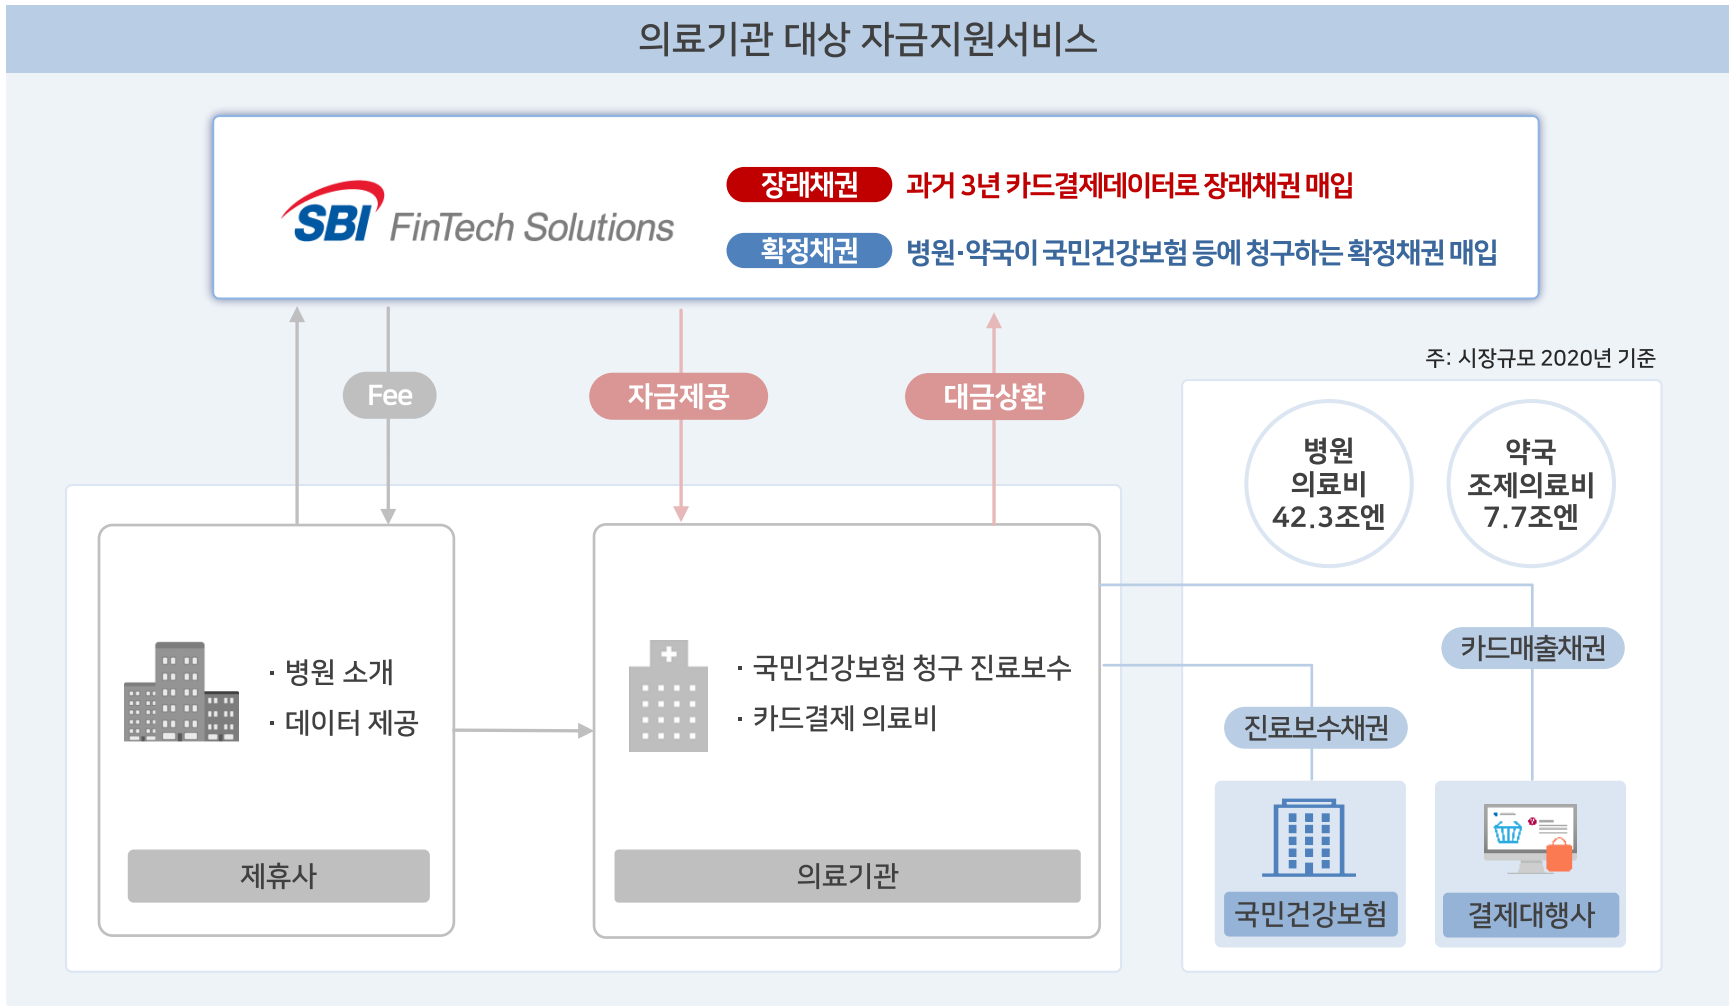 의료기관 대상 자금지원서비스
SBI FinTech Solutions
장래채권 과거 3년 카드결제데이터로 장래채권 매입
확정채권 병원·약국이 국민건강보험 등에 청구하는 확정채권 매입
Fee
자금제공
대금상환
주: 시장규모 2020년 기준
병원
의료비
42.3조엔
약국
조제의료비
7.7조엔
· 병원 소개
· 데이터 제공
제휴사
· 국민건강보험 청구 진료보수
· 카드결제 의료비
의료기관
카드매출채권
진료보수채권
국민건강보험
결제대행사